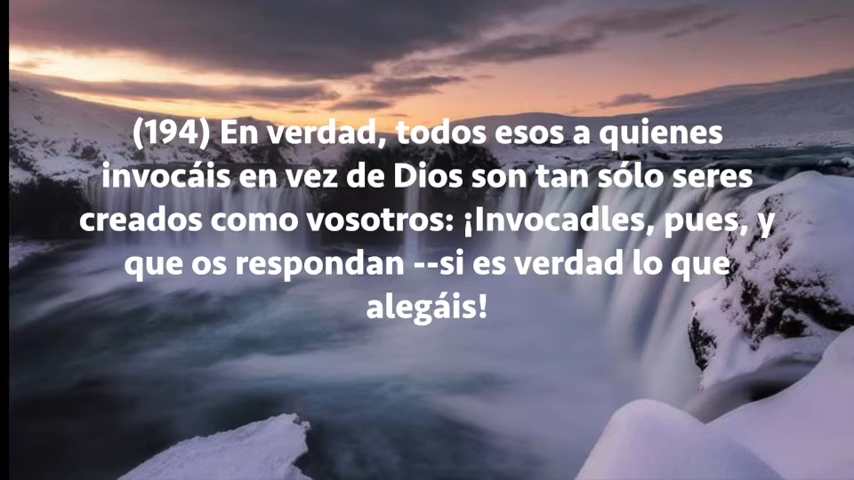 (194) En verdad, todos esos a quienes
invocáis en vez de Dios son tan sólo seres
creados como vosotros: ¡Invocadles, pues, y
que os respondan --si es verdad lo que
alegáis!